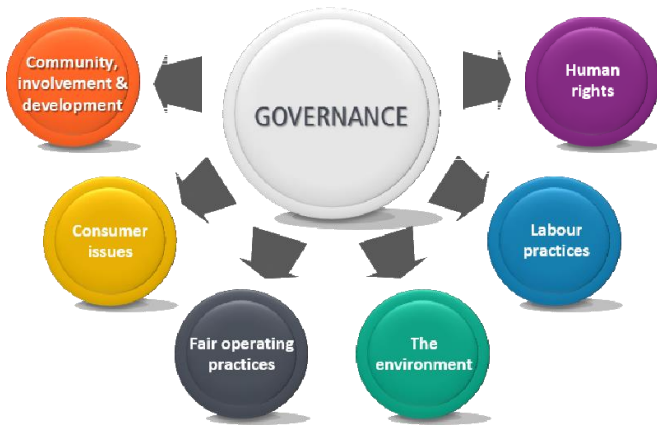 Community,
involvement &
development
GOVERNANCE
Human
rights
Consumer
issues
Labour
practices
Fair operating
practices
The
environment